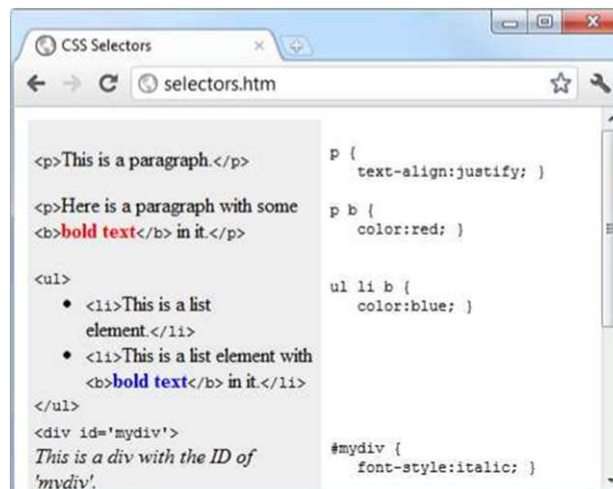 CSS Selectors
selectors.htm
<p>This is a paragraph.</p>
<p>Here is a paragraph with some
<b>bold text</b> in it.</p>
<ul>
<li>This is a list
element.</li>
<li>This is a list element with
<b>bold text</b> in it.</li>
</ul>
<div id='mydiv'>
This is a div with the ID of
'mydiv'.
p {
text-align:justify; }
p b {
color:red; }
ul li b {
color:blue; }
#mydiv {
font-style:italic; }